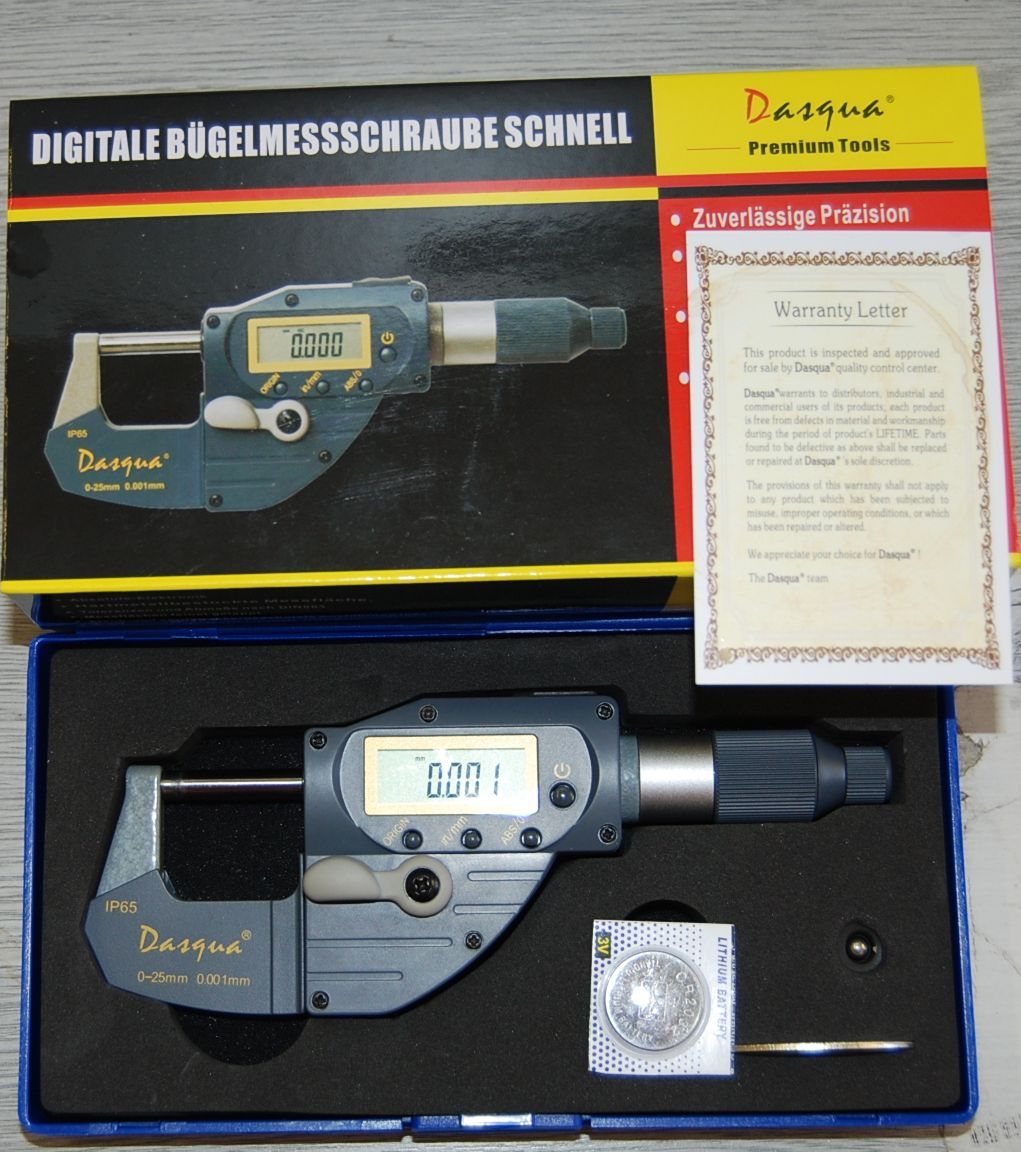 DIGITALE BÜGELMESSSCHRAUBE SCHNELL
Dasqua®
Premium Tools
• Zuverlässige Präzision
0.000
ORIGIN in/mm ABS/0
IP65
Dasqua®
0-25mm 0.001mm
Warranty Letter
This product is inspected and approved
for sale by Dasqua® quality control center.
Dasqua® warrants to distributors, industrial and
commercial users of its products, each product
is free from defects in material and workmanship
during the period of product's LIFETIME. Parts
found to be defective as above shall be replaced
or repaired at Dasqua® 's sole discretion.
The provisions of this warranty shall not apply
to any product which has been subjected to
misuse, improper operating conditions, or which
has been repaired or altered.
We appreciate your choice for Dasqua® !
The Dasqua® team
• Hartmetallbestückte Messfläche
mm
0.001
ORIGIN in/mm ABS/0
IP65
Dasqua®
0-25mm 0.001mm
3V
LITHIUM BATTERY
CR2032